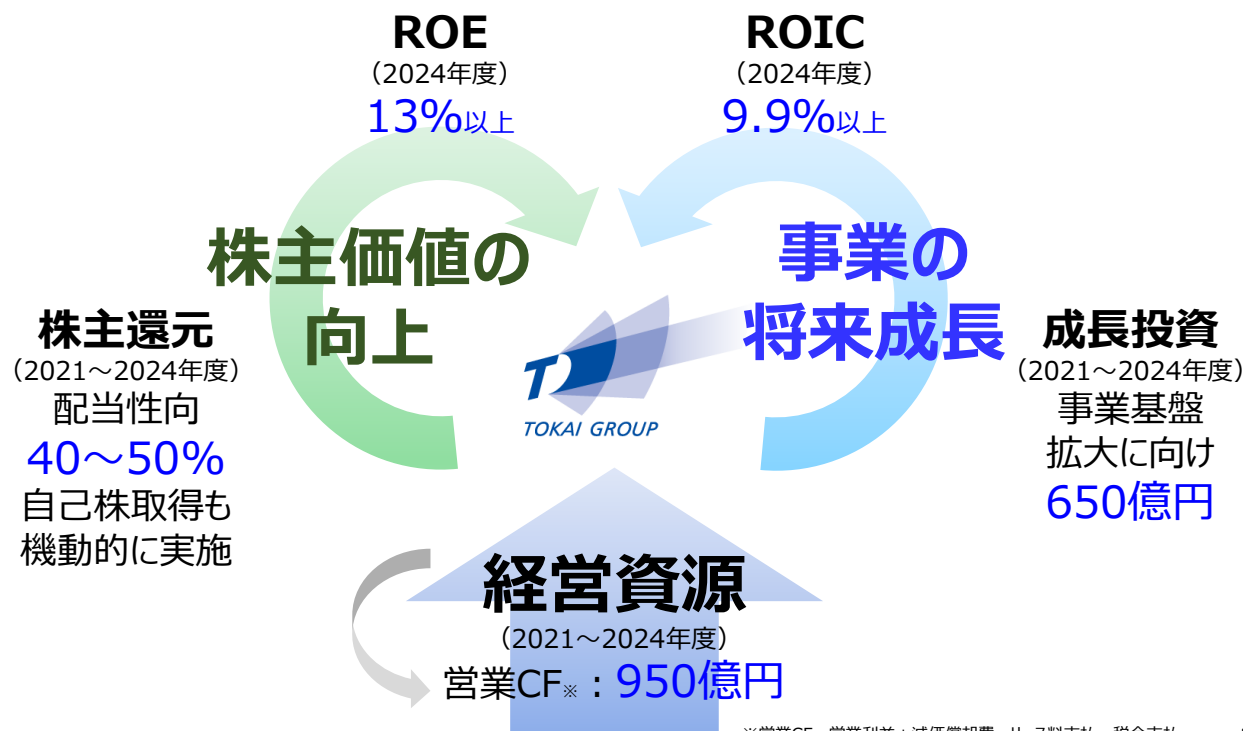 ROE
（2024年度）
13%以上
ROIC
（2024年度）
9.9%以上
株主価値の
向上
事業の
将来成長
株主還元
（2021～2024年度）
配当性向
40～50%
自己株取得も
機動的に実施
TOKAI GROUP
成長投資
（2021～2024年度）
事業基盤
拡大に向け
650億円
経営資源
（2021～2024年度）
営業CF※：950億円